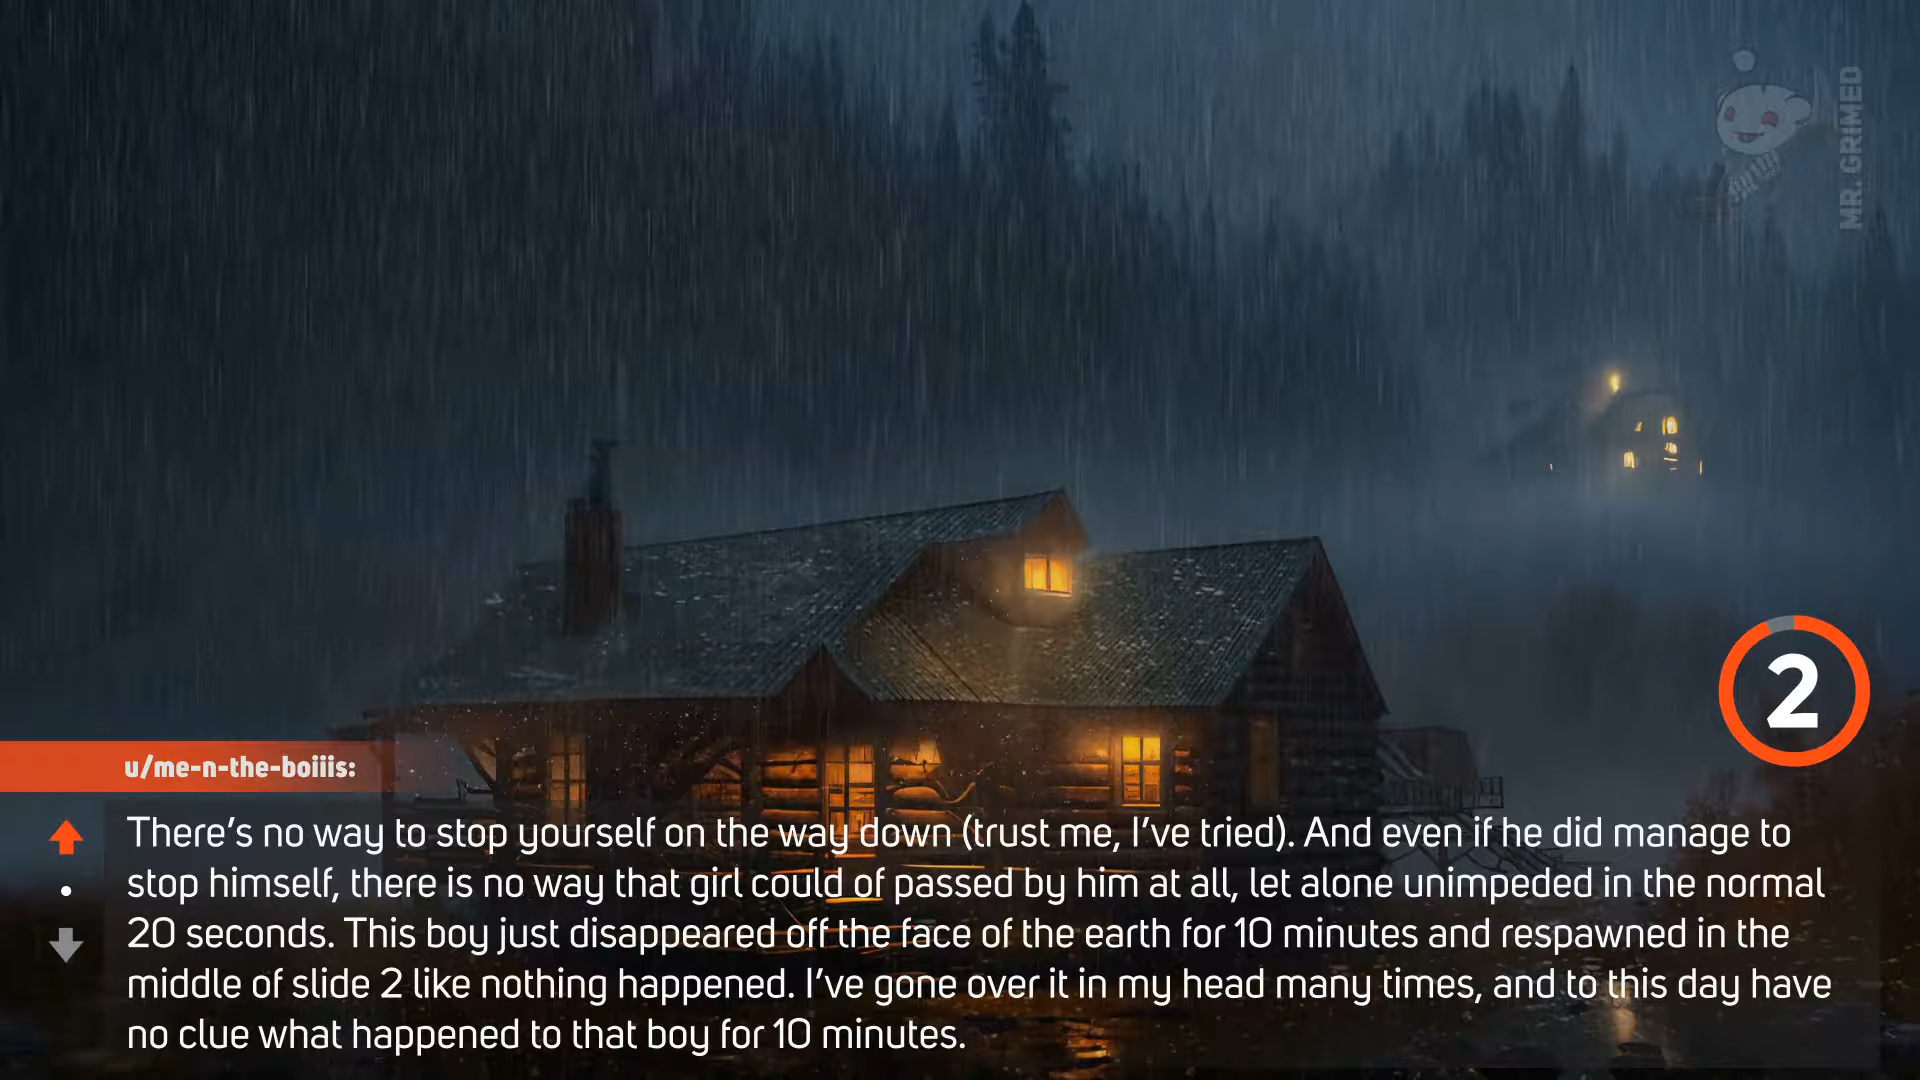 MR. GRIMED
2
u/me-n-the-boiiis:
There's no way to stop yourself on the way down (trust me, I've tried). And even if he did manage to
stop himself, there is no way that girl could of passed by him at all, let alone unimpeded in the normal
20 seconds. This boy just disappeared off the face of the earth for 10 minutes and respawned in the
middle of slide 2 like nothing happened. I've gone over it in my head many times, and to this day have
no clue what happened to that boy for 10 minutes.